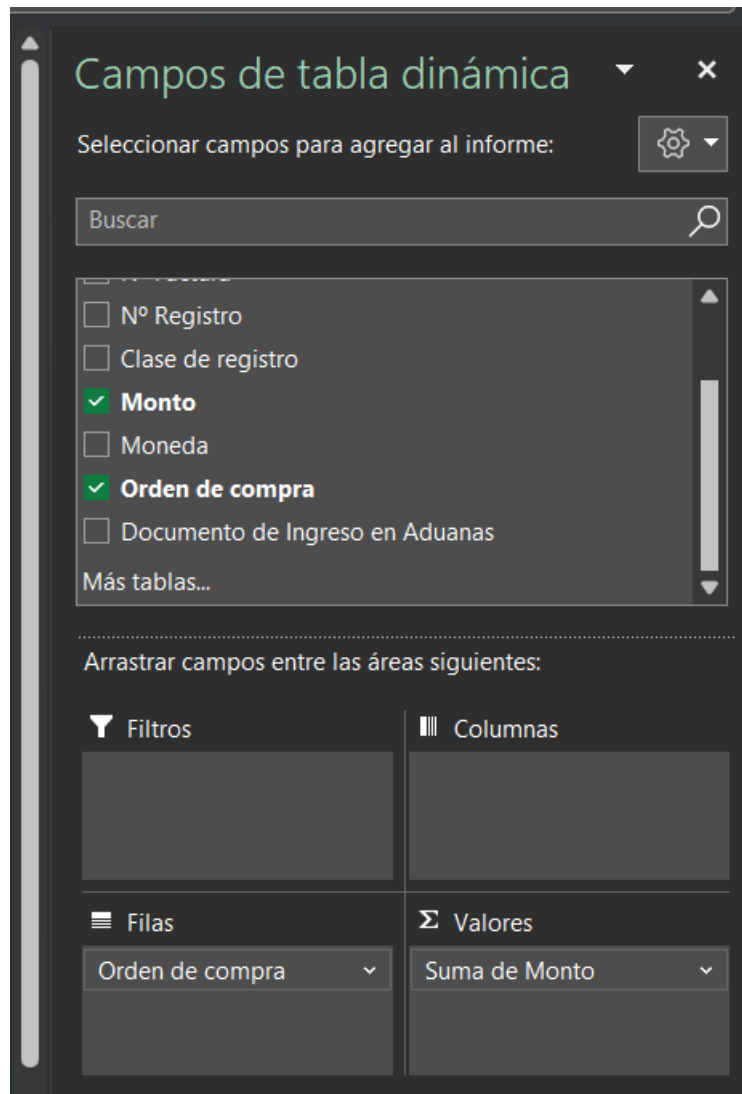 Campos de tabla dinámica
Seleccionar campos para agregar al informe:
Buscar
Nº Registro
Clase de registro
Monto
Moneda
Orden de compra
Documento de Ingreso en Aduanas
Más tablas...
Arrastrar campos entre las áreas siguientes:
Filtros
Columnas
Filas
Σ Valores
Orden de compra
Suma de Monto